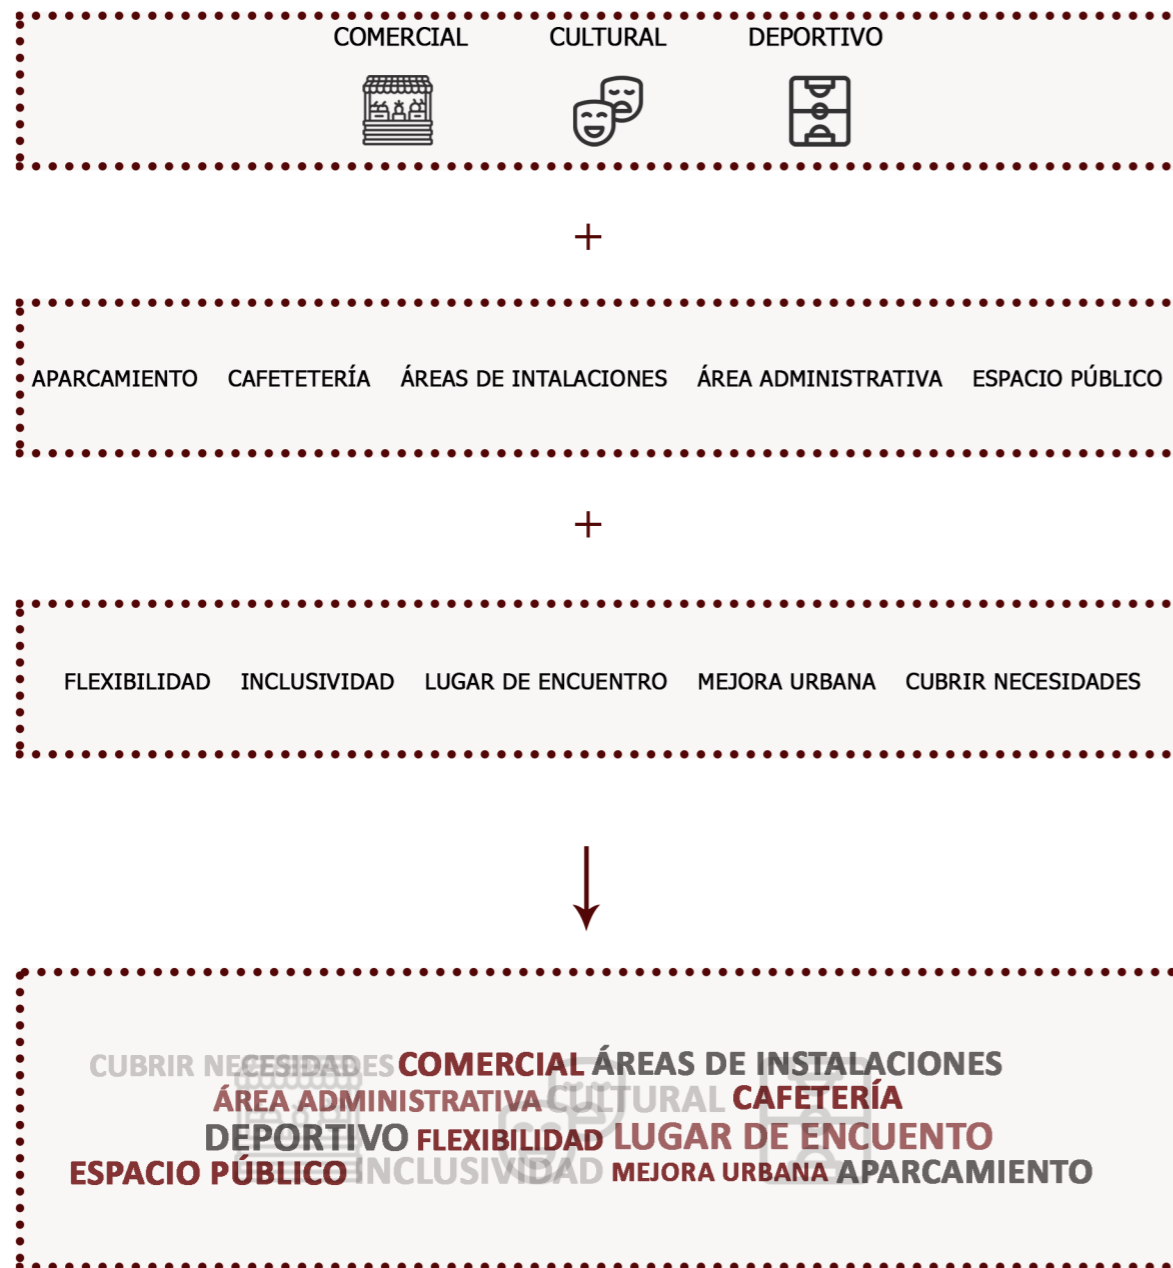 COMERCIAL CULTURAL DEPORTIVO
+
APARCAMIENTO CAFETETERÍA ÁREAS DE INTALACIONES ÁREA ADMINISTRATIVA ESPACIO PÚBLICO
+
FLEXIBILIDAD INCLUSIVIDAD LUGAR DE ENCUENTRO MEJORA URBANA CUBRIR NECESIDADES
CUBRIR NECESIDADES COMERCIAL ÁREAS DE INSTALACIONES
ÁREA ADMINISTRATIVA CULTURAL CAFETERÍA
DEPORTIVO FLEXIBILIDAD LUGAR DE ENCUENTO
ESPACIO PÚBLICO INCLUSIVIDAD MEJORA URBANA APARCAMIENTO